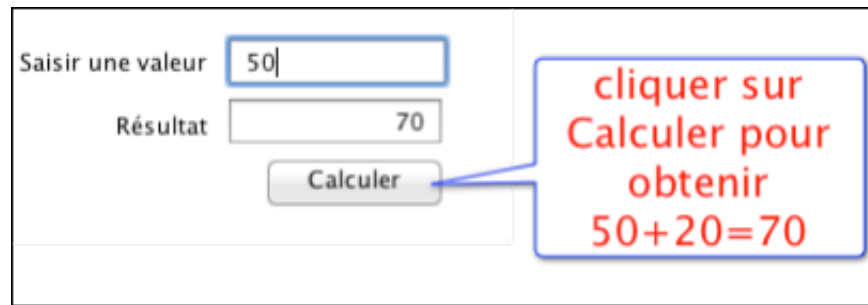 Saisir une valeur 50
Résultat 70
Calculer
cliquer sur
Calculer pour
obtenir
50+20=70